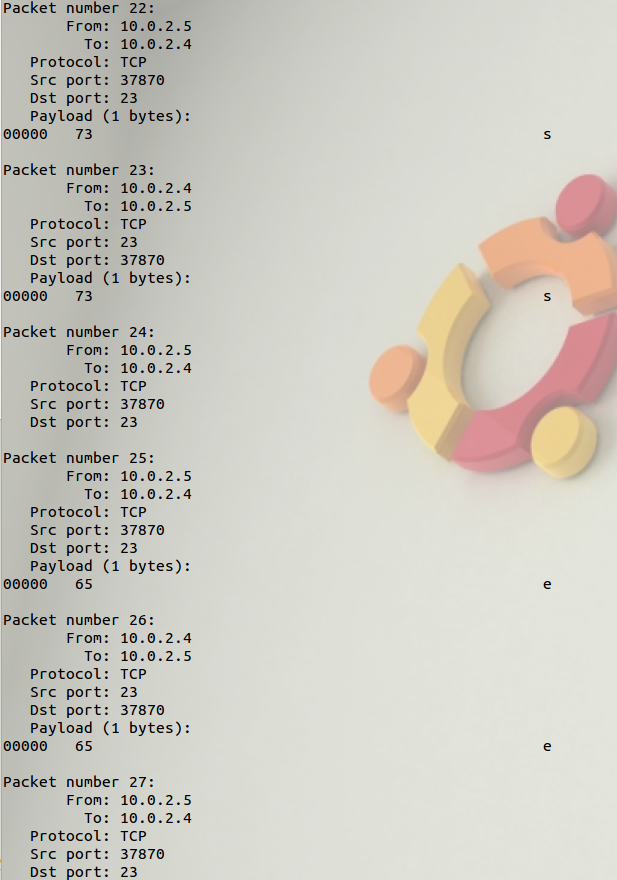 Packet number 22:
From: 10.0.2.5
To: 10.0.2.4
Protocol: TCP
Src port: 37870
Dst port: 23
Payload (1 bytes):
00000 73 s
Packet number 23:
From: 10.0.2.4
To: 10.0.2.5
Protocol: TCP
Src port: 23
Dst port: 37870
Payload (1 bytes):
00000 73 s
Packet number 24:
From: 10.0.2.5
To: 10.0.2.4
Protocol: TCP
Src port: 37870
Dst port: 23
Packet number 25:
From: 10.0.2.5
To: 10.0.2.4
Protocol: TCP
Src port: 37870
Dst port: 23
Payload (1 bytes):
00000 65 e
Packet number 26:
From: 10.0.2.4
To: 10.0.2.5
Protocol: TCP
Src port: 23
Dst port: 37870
Payload (1 bytes):
00000 65 e
Packet number 27:
From: 10.0.2.5
To: 10.0.2.4
Protocol: TCP
Src port: 37870
Dst port: 23